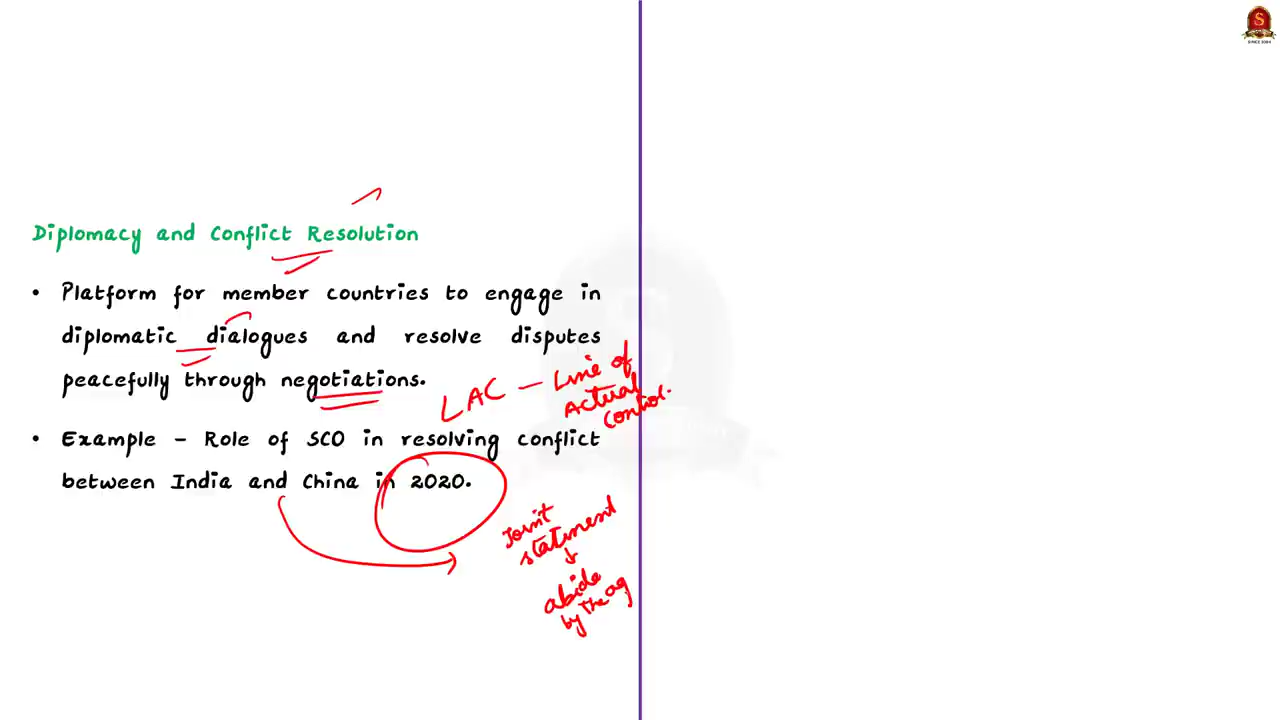 Diplomacy and Conflict Resolution
• Platform for member countries to engage in
diplomatic dialogues and resolve disputes
peacefully through negotiations.
LAC – Line of
Actual
Control.
• Example – Role of SCO in resolving conflict
between India and China in 2020.
Joint
statement
abide
by the ag
S
SINCE 2004